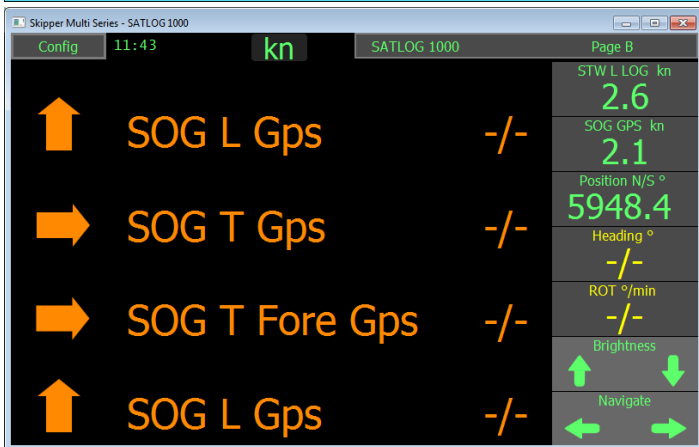 Skipper Multi Series - SATLOG 1000
Config 11:43 kn SATLOG 1000 Page B
SOG L Gps -/-
SOG T Gps -/-
SOG T Fore Gps -/-
SOG L Gps -/-
STW L LOG kn
2.6
SOG GPS kn
2.1
Position N/S °
5948.4
Heading °
-/-
ROT °/min
-/-
Brightness
Navigate